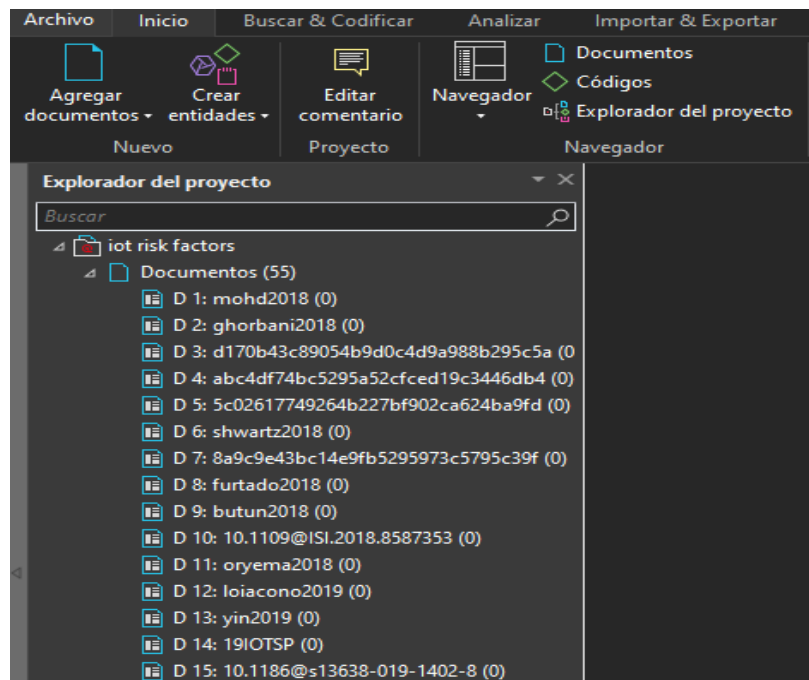 Archivo Inicio Buscar & Codificar Analizar Importar & Exportar
Agregar documentos
Crear entidades
Nuevo
Editar comentario
Proyecto
Navegador
Documentos
Códigos
Explorador del proyecto
Navegador
Explorador del proyecto
Buscar
iot risk factors
Documentos (55)
D 1: mohd2018 (0)
D 2: ghorbani2018 (0)
D 3: d170b43c89054b9d0c4d9a988b295c5a (0
D 4: abc4df74bc5295a52cfced19c3446db4 (0)
D 5: 5c02617749264b227bf902ca624ba9fd (0)
D 6: shwartz2018 (0)
D 7: 8a9c9e43bc14e9fb5295973c5795c39f (0)
D 8: furtado2018 (0)
D 9: butun2018 (0)
D 10: 10.1109@ISI.2018.8587353 (0)
D 11: oryema2018 (0)
D 12: loiacono2019 (0)
D 13: yin2019 (0)
D 14: 19IOTSP (0)
D 15: 10.1186@s13638-019-1402-8 (0)